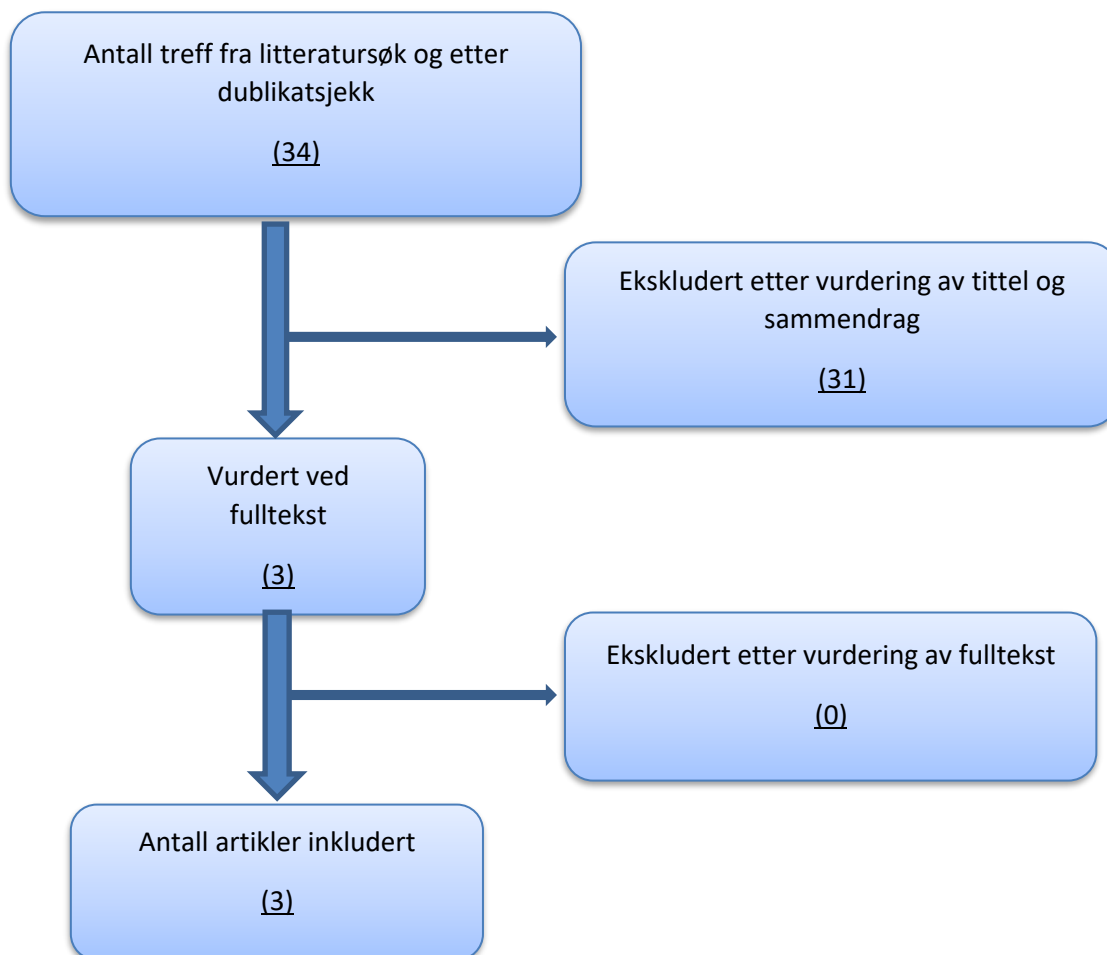 Antall treff fra litteratursøk og etter
dublikatsjekk
(34)
Ekskludert etter vurdering av tittel og
sammendrag
(31)
Vurdert ved
fulltekst
(3)
Ekskludert etter vurdering av fulltekst
(0)
Antall artikler inkludert
(3)